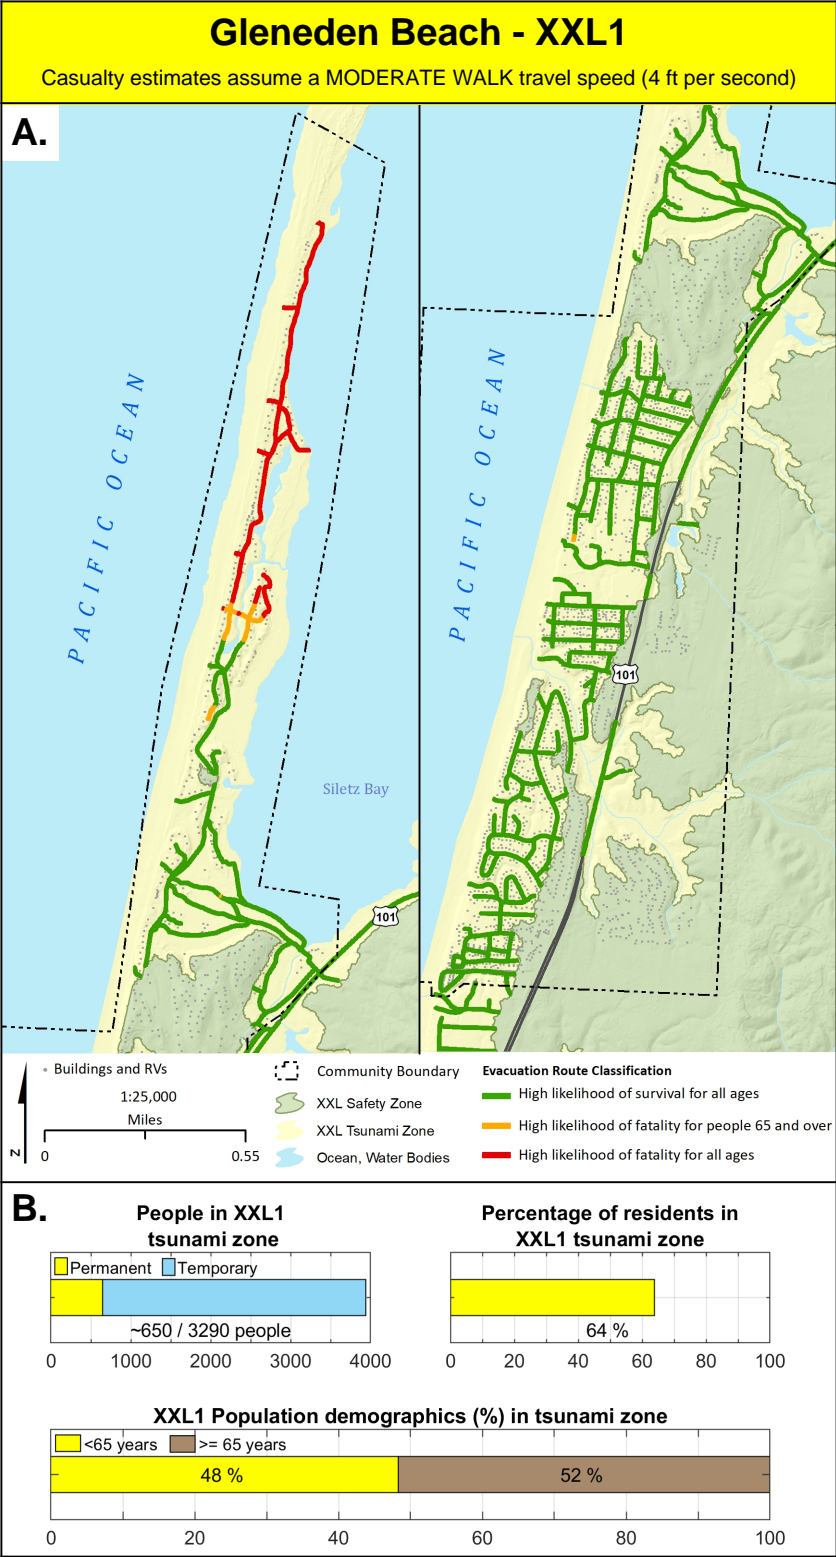 Gleneden Beach - XXL1
Casualty estimates assume a MODERATE WALK travel speed (4 ft per second)
A.
PACIFIC OCEAN
Siletz Bay
101
PACIFIC OCEAN
101
Buildings and RVs
1:25,000
Miles
0 0.55
N
Community Boundary
XXL Safety Zone
XXL Tsunami Zone
Ocean, Water Bodies
Evacuation Route Classification
High likelihood of survival for all ages
High likelihood of fatality for people 65 and over
High likelihood of fatality for all ages
B.
People in XXL1
tsunami zone
Permanent Temporary
~650 / 3290 people
0 1000 2000 3000 4000
Percentage of residents in
XXL1 tsunami zone
64 %
0 20 40 60 80 100
XXL1 Population demographics (%) in tsunami zone
<65 years >= 65 years
48 % 52 %
0 20 40 60 80 100